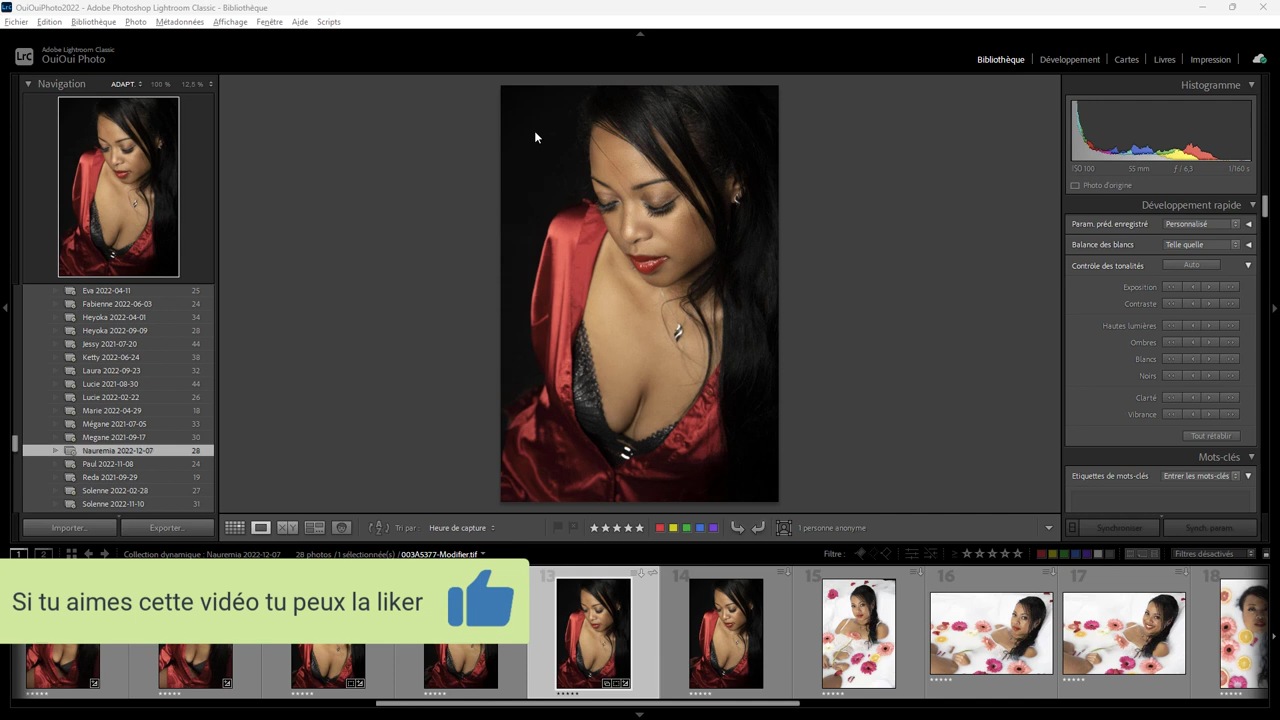 OuiOuiPhoto2022 - Adobe Photoshop Lightroom Classic - Bibliothèque
Fichier Edition Bibliothèque Photo Métadonnées Affichage Fenêtre Aide Scripts
Lrc
Adobe Lightroom Classic
OuiOui Photo
Bibliothèque Développement Cartes Livres Impression
Navigation ADAPT. 100 % 12,5 %
Eva 2022-04-11 25
Fabienne 2022-06-03 24
Heyoka 2022-04-01 34
Heyoka 2022-09-09 28
Jessy 2021-07-20 44
Ketty 2022-06-24 38
Laura 2022-09-23 32
Lucie 2021-08-30 44
Lucie 2022-02-22 26
Marie 2022-04-29 18
Mégane 2021-07-05 33
Megane 2021-09-17 30
Nauremia 2022-12-07 28
Paul 2022-11-08 24
Reda 2021-09-29 19
Solenne 2022-02-28 27
Solenne 2022-11-10 31
Importer... Exporter...
Histogramme
ISO 100 55 mm ƒ / 6,3 1/160 s
Photo d'origine
Développement rapide
Param. préd. enregistré Personnalisé
Balance des blancs Telle quelle
Contrôle des tonalités Auto
Exposition
Contraste
Hautes lumières
Ombres
Blancs
Noirs
Clarté
Vibrance
Tout rétablir
Mots-clés
Etiquettes de mots-clés Entrer les mots-clés
Synchroniser Synch. param.
XY Tri par : Heure de capture 1 personne anonyme
1 2 Collection dynamique : Nauremia 2022-12-07 28 photos / 1 sélectionnée(s) / 003A5377-Modifier.tif Filtre : Filtres désactivés
Si tu aimes cette vidéo tu peux la liker
13 14 15 16 17 18